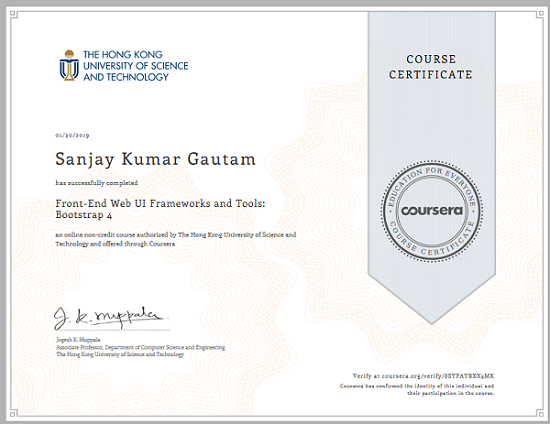 THE HONG KONG
UNIVERSITY OF SCIENCE
AND TECHNOLOGY
COURSE
CERTIFICATE
01/30/2019
Sanjay Kumar Gautam
has successfully completed
Front-End Web UI Frameworks and Tools:
Bootstrap 4
an online non-credit course authorized by The Hong Kong University of Science and
Technology and offered through Coursera
EDUCATION FOR EVERYONE
coursera
COURSE CERTIFICATE
J. K. Muppala
Jogesh K. Muppala
Associate Professor, Department of Computer Science and Engineering
The Hong Kong University of Science and Technology
Verify at coursera.org/verify/8SYPAYBXK4MK
Coursera has confirmed the identity of this individual and
their participation in the course.